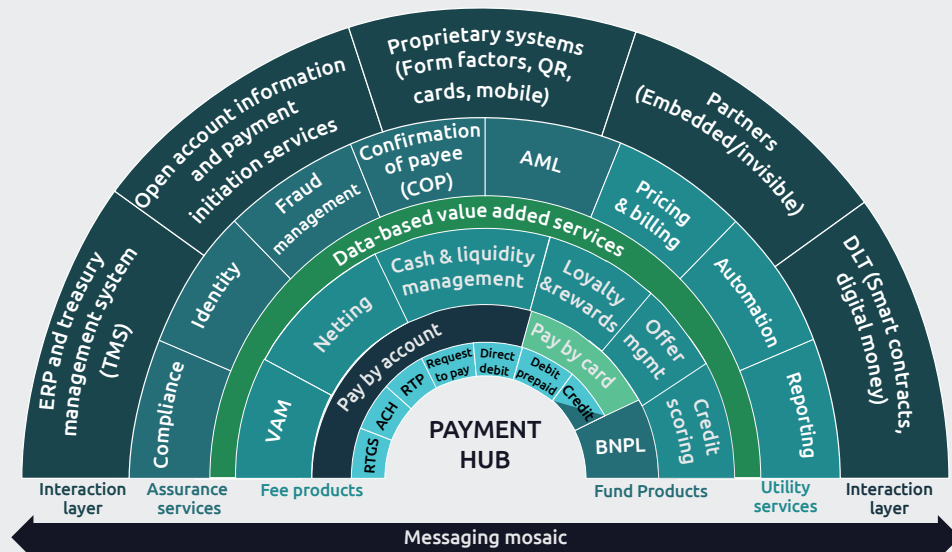 ERP and treasury
management system
(TMS)
Open account information
and payment
initiation services
Proprietary systems
(Form factors, QR,
cards, mobile)
Partners
(Embedded/invisible)
DLT (Smart contracts,
digital money)
Compliance
Identity
Fraud
management
Confirmation
of payee
(COP)
AML
Pricing
& billing
Automation
Reporting
Data-based value added services
VAM
Netting
Cash & liquidity
management
Loyalty
&rewards
Offer
mgmt
Credit
scoring
Pay by account
Pay by card
BNPL
RTGS
ACH
RTP
Request
to pay
Direct
debit
Debit
prepaid
Credit
PAYMENT
HUB
Interaction
layer
Assurance
services
Fee products
Fund Products
Utility
services
Interaction
layer
Messaging mosaic